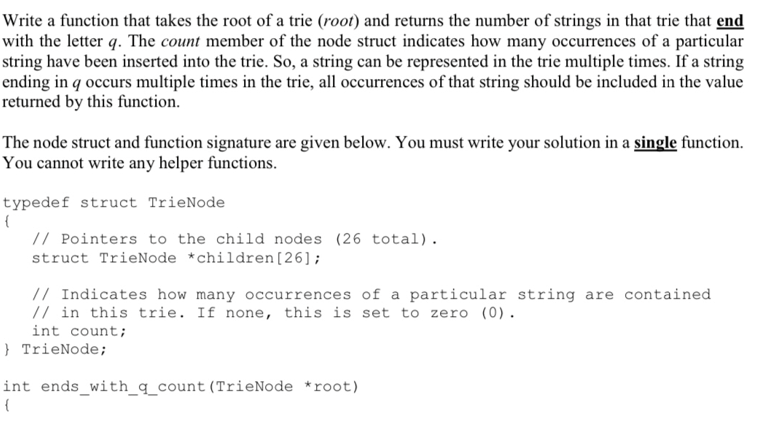 Write a function that takes the root of a trie (root) and returns the number of strings in that trie that end
with the letter q. The count member of the node struct indicates how many occurrences of a particular
string have been inserted into the trie. So, a string can be represented in the trie multiple times. If a string
ending in q occurs multiple times in the trie, all occurrences of that string should be included in the value
returned by this function.
The node struct and function signature are given below. You must write your solution in a single function.
You cannot write any helper functions.
typedef struct TrieNode
{
// Pointers to the child nodes (26 total).
struct TrieNode *children[26];
// Indicates how many occurrences of a particular string are contained
// in this trie. If none, this is set to zero (0).
int count;
} TrieNode;
int ends_with_q_count(TrieNode *root)
{